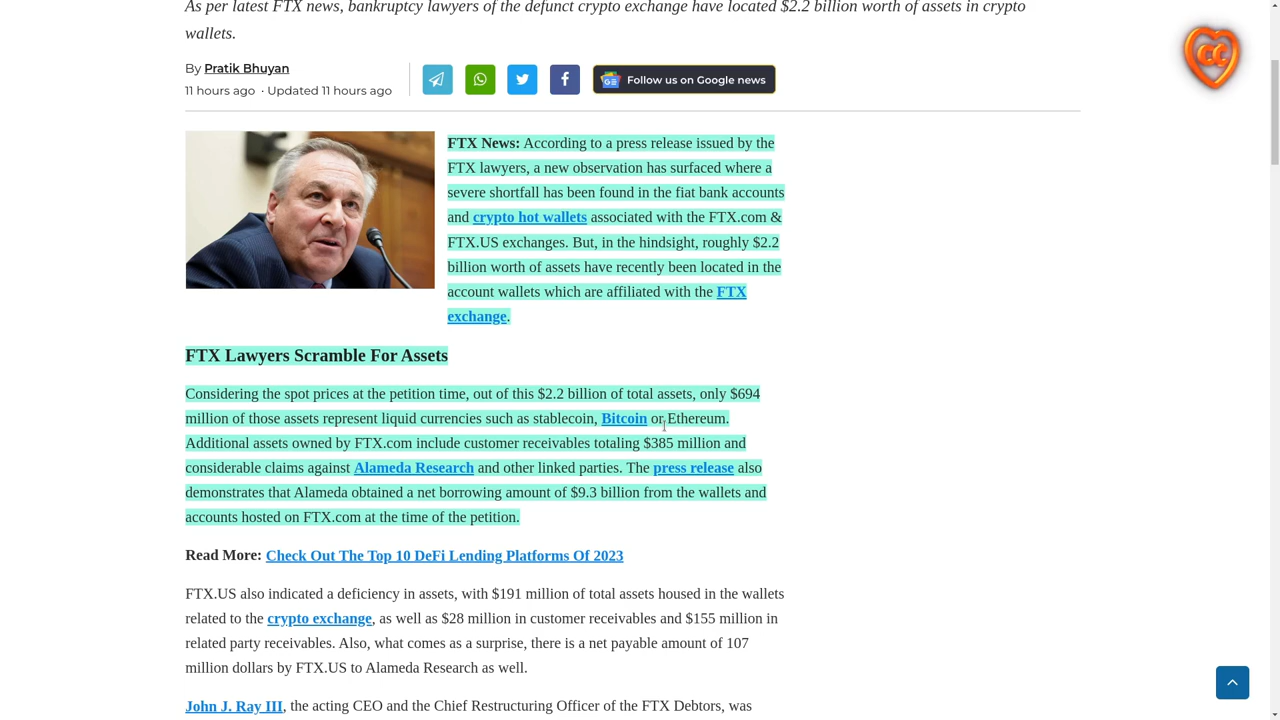 As per latest FTX news, bankruptcy lawyers of the defunct crypto exchange have located $2.2 billion worth of assets in crypto
wallets.
By Pratik Bhuyan
11 hours ago · Updated 11 hours ago
Follow us on Google news
CC
FTX News: According to a press release issued by the
FTX lawyers, a new observation has surfaced where a
severe shortfall has been found in the fiat bank accounts
and crypto hot wallets associated with the FTX.com &
FTX.US exchanges. But, in the hindsight, roughly $2.2
billion worth of assets have recently been located in the
account wallets which are affiliated with the FTX
exchange.
FTX Lawyers Scramble For Assets
Considering the spot prices at the petition time, out of this $2.2 billion of total assets, only $694
million of those assets represent liquid currencies such as stablecoin, Bitcoin or Ethereum.
Additional assets owned by FTX.com include customer receivables totaling $385 million and
considerable claims against Alameda Research and other linked parties. The press release also
demonstrates that Alameda obtained a net borrowing amount of $9.3 billion from the wallets and
accounts hosted on FTX.com at the time of the petition.
Read More: Check Out The Top 10 DeFi Lending Platforms Of 2023
FTX.US also indicated a deficiency in assets, with $191 million of total assets housed in the wallets
related to the crypto exchange, as well as $28 million in customer receivables and $155 million in
related party receivables. Also, what comes as a surprise, there is a net payable amount of 107
million dollars by FTX.US to Alameda Research as well.
John J. Ray III, the acting CEO and the Chief Restructuring Officer of the FTX Debtors, was